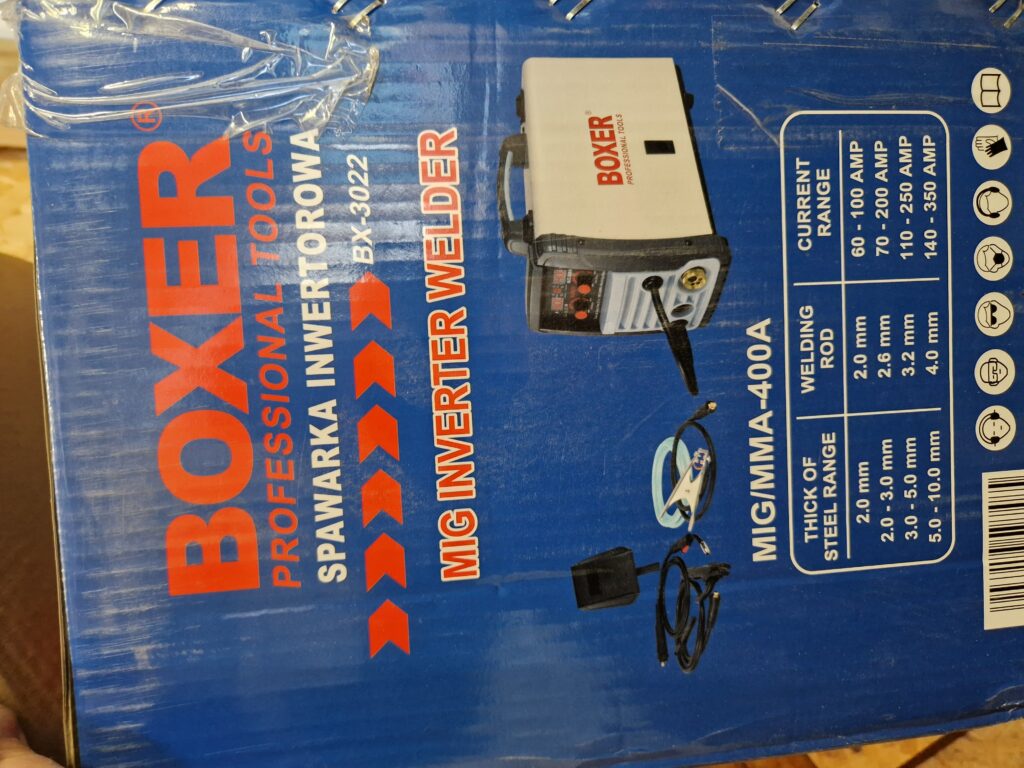 BOXER®
PROFESSIONAL TOOLS
SPAWARKA INWERTOROWA
BX-3022
MIG INVERTER WELDER
BOXER®
PROFESSIONAL TOOLS
MIG/MMA-400A
THICK OF STEEL RANGE WELDING ROD CURRENT RANGE
2.0 mm 2.0 mm 60 - 100 AMP
2.0 - 3.0 mm 2.6 mm 70 - 200 AMP
3.0 - 5.0 mm 3.2 mm 110 - 250 AMP
5.0 - 10.0 mm 4.0 mm 140 - 350 AMP